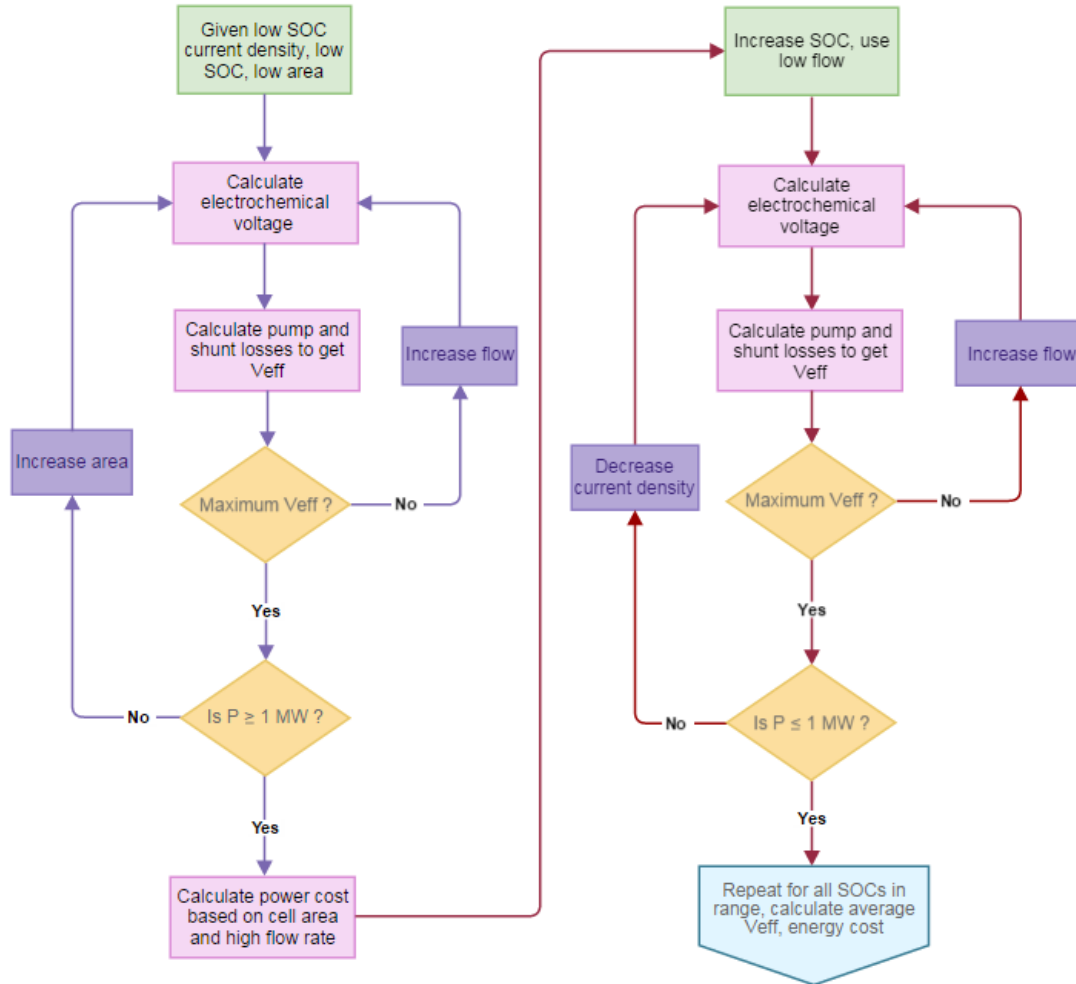 Given low SOC
current density, low
SOC, low area
Calculate
electrochemical
voltage
Calculate pump and
shunt losses to get
Veff
Increase flow
Increase area
Maximum Veff ?
No
Yes
Is P ≥ 1 MW ?
No
Yes
Calculate power cost
based on cell area
and high flow rate
Increase SOC, use
low flow
Calculate
electrochemical
voltage
Calculate pump and
shunt losses to get
Veff
Increase flow
Decrease
current density
Maximum Veff ?
No
Yes
Is P ≤ 1 MW ?
No
Yes
Repeat for all SOCs in
range, calculate average
Veff, energy cost